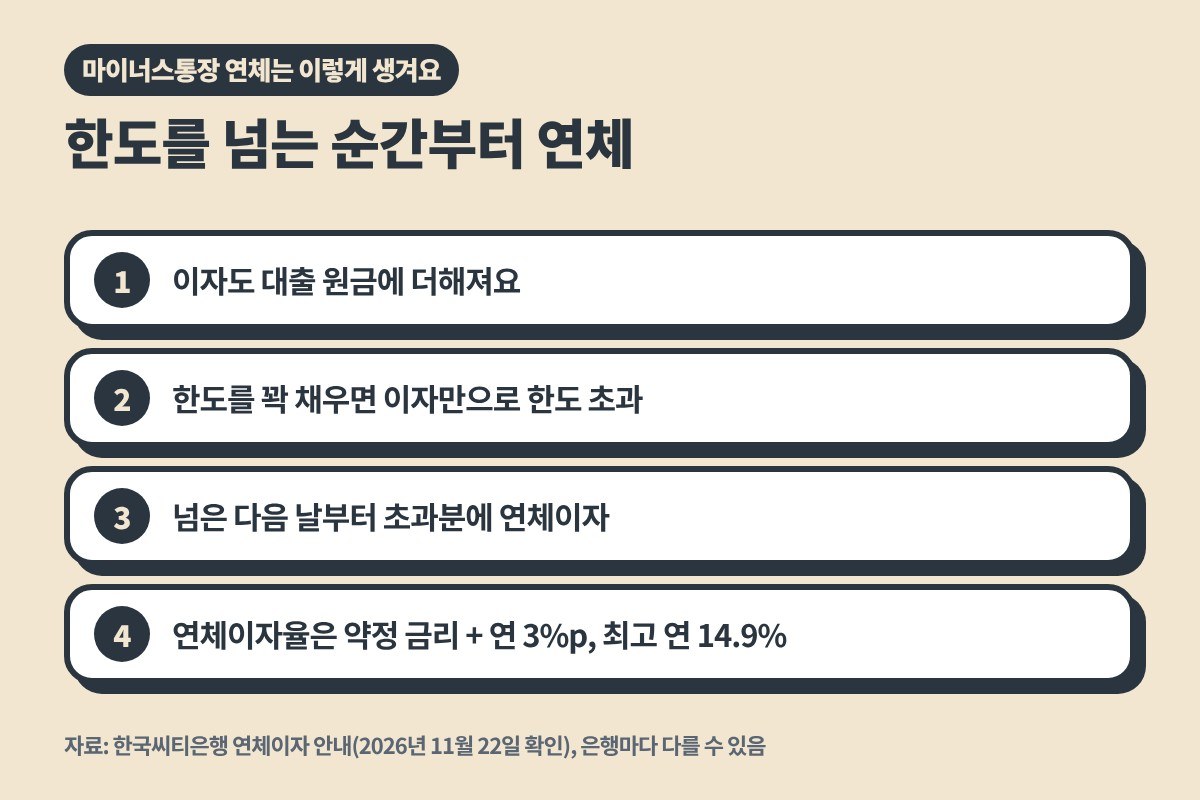 마이너스통장 연체는 이렇게 생겨요
한도를 넘는 순간부터 연체
1 이자도 대출 원금에 더해져요
2 한도를 꽉 채우면 이자만으로 한도 초과
3 넘은 다음 날부터 초과분에 연체이자
4 연체이자율은 약정 금리 + 연 3%p, 최고 연 14.9%
자료: 한국씨티은행 연체이자 안내(2026년 11월 22일 확인), 은행마다 다를 수 있음